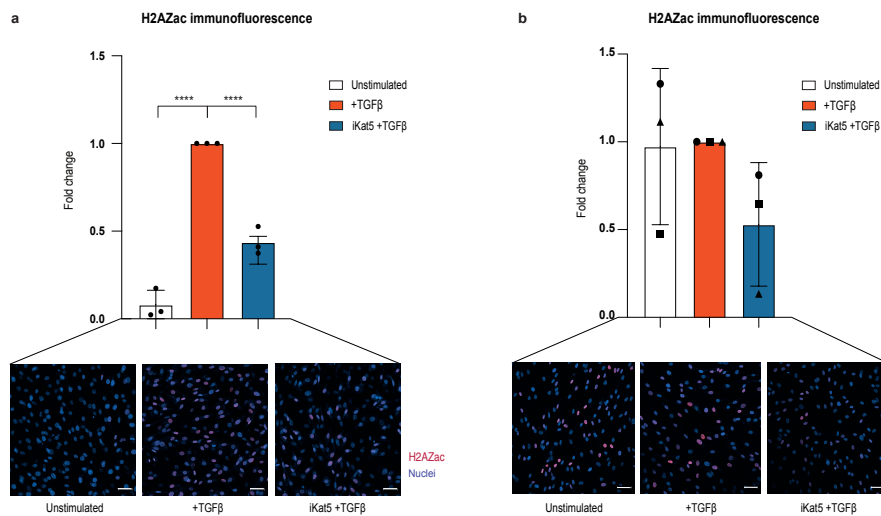 a
H2AZac immunofluorescence
1.5
1.0
0.5
0.0
Fold change
**** ****
Unstimulated
+TGFβ
iKat5 +TGFβ
H2AZac
Nuclei
Unstimulated +TGFβ iKat5 +TGFβ
b
H2AZac immunofluorescence
1.5
1.0
0.5
0.0
Fold change
Unstimulated
+TGFβ
iKat5 +TGFβ
Unstimulated +TGFβ iKat5 +TGFβ